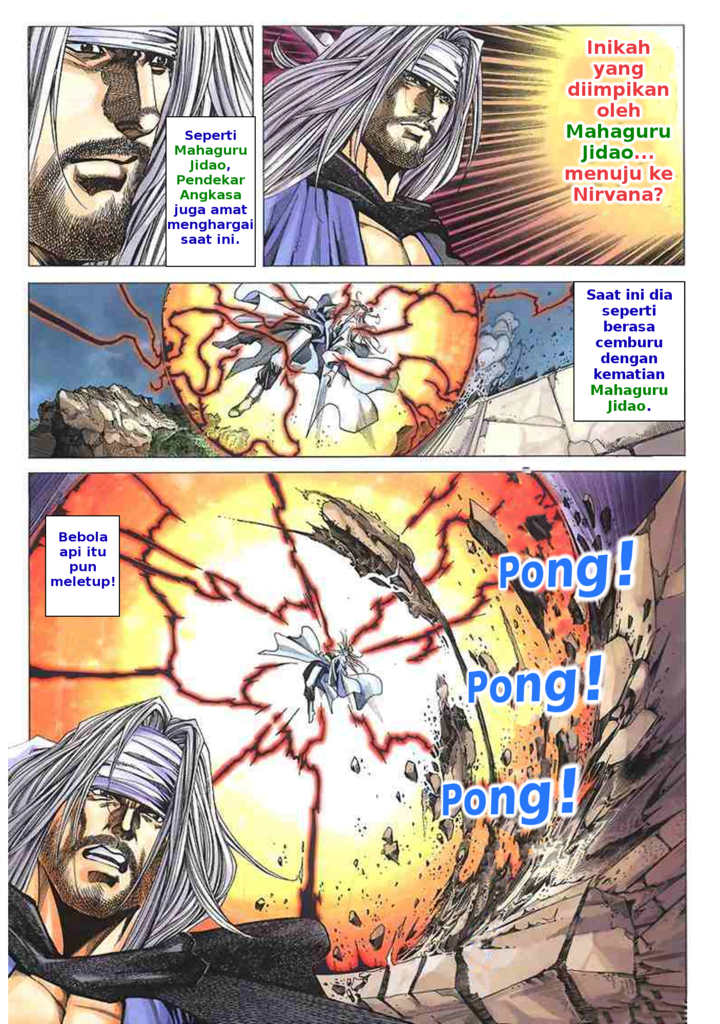 Seperti
Mahaguru
Jidao,
Pendekar
Angkasa
juga amat
menghargai
saat ini.
Inikah
yang
diimpikan
oleh
Mahaguru
Jidao...
menuju ke
Nirvana?
Saat ini dia
seperti
berasa
cemburu
dengan
kematian
Mahaguru
Jidao.
Bebola
api itu
pun
meletup!
Pong!
Pong!
Pong!